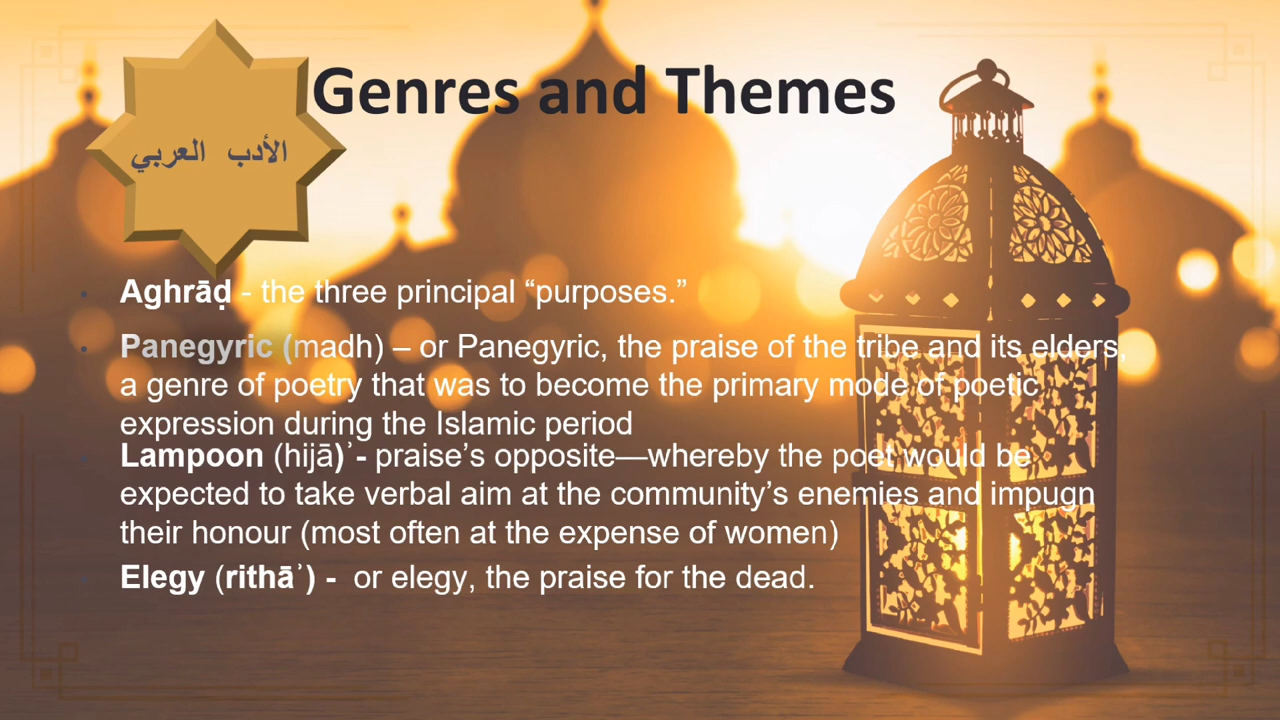 Genres and Themes
الأدب العربي
Aghrāḍ - the three principal “purposes.”
Panegyric (madh) – or Panegyric, the praise of the tribe and its elders,
a genre of poetry that was to become the primary mode of poetic
expression during the Islamic period
Lampoon (hijā)ʾ- praise’s opposite—whereby the poet would be
expected to take verbal aim at the community’s enemies and impugn
their honour (most often at the expense of women)
Elegy (rithāʾ) - or elegy, the praise for the dead.